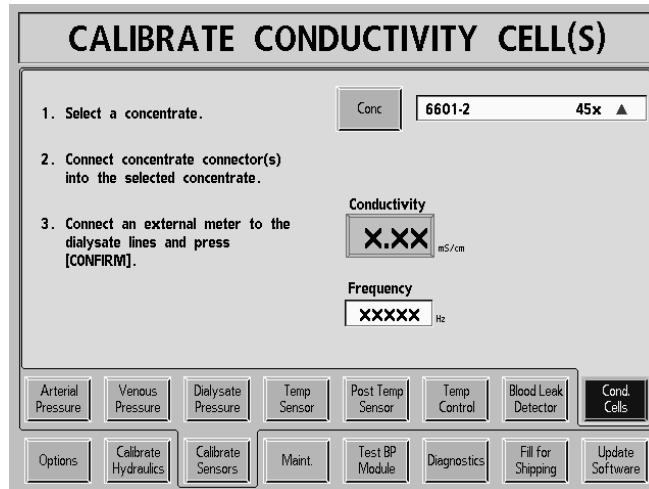 CALIBRATE CONDUCTIVITY CELL(S)
1. Select a concentrate.
Conc 6601-2 45x ▲
2. Connect concentrate connector(s)
into the selected concentrate.
3. Connect an external meter to the
dialysate lines and press
[CONFIRM].
Conductivity
X.XX mS/cm
Frequency
XXXXX Hz
Arterial Pressure Venous Pressure Dialysate Pressure Temp Sensor Post Temp Sensor Temp Control Blood Leak Detector Cond. Cells
Options Calibrate Hydraulics Calibrate Sensors Maint. Test BP Module Diagnostics Fill for Shipping Update Software